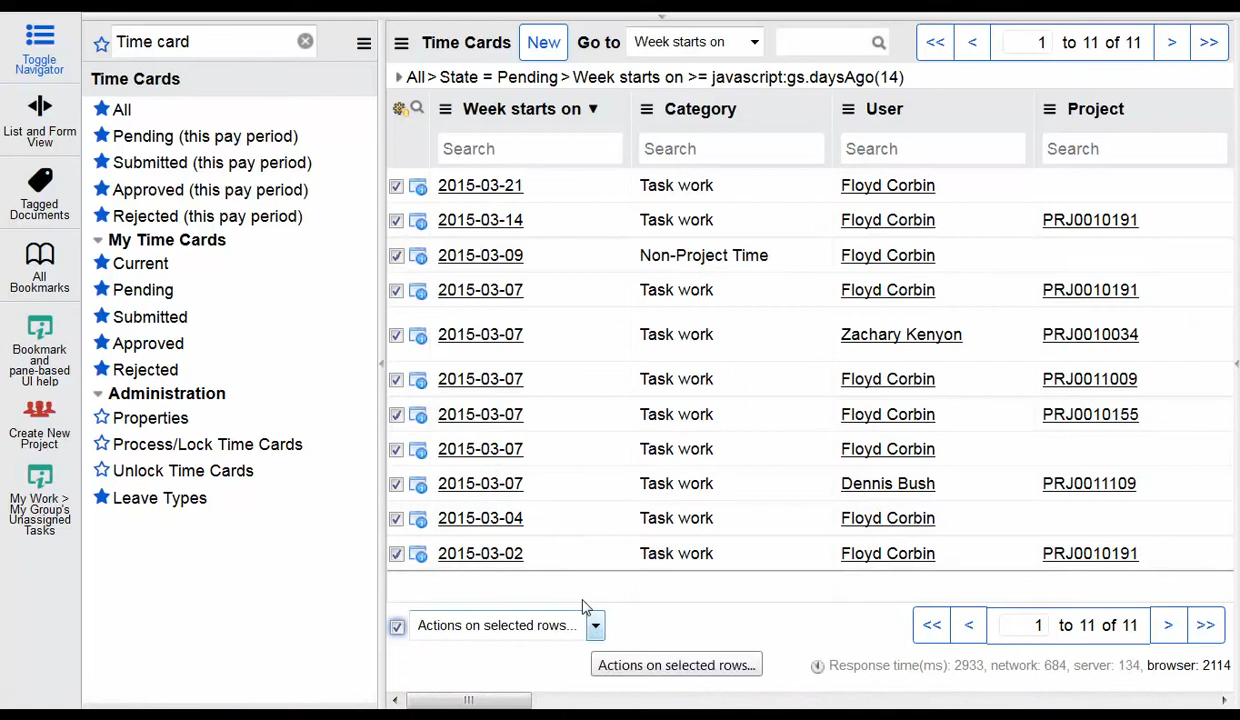 Toggle
Navigator
List and Form
View
Tagged
Documents
All
Bookmarks
Bookmark
and
pane-based
UI help
Create New
Project
My Work >
My Group's
Unassigned
Tasks
Time card
Time Cards
All
Pending (this pay period)
Submitted (this pay period)
Approved (this pay period)
Rejected (this pay period)
My Time Cards
Current
Pending
Submitted
Approved
Rejected
Administration
Properties
Process/Lock Time Cards
Unlock Time Cards
Leave Types
Time Cards New Go to Week starts on << < 1 to 11 of 11 > >>
All > State = Pending > Week starts on >= javascript:gs.daysAgo(14)
Week starts on ▼ Category User Project
Search Search Search Search
2015-03-21 Task work Floyd Corbin
2015-03-14 Task work Floyd Corbin PRJ0010191
2015-03-09 Non-Project Time Floyd Corbin
2015-03-07 Task work Floyd Corbin PRJ0010191
2015-03-07 Task work Zachary Kenyon PRJ0010034
2015-03-07 Task work Floyd Corbin PRJ0011009
2015-03-07 Task work Floyd Corbin PRJ0010155
2015-03-07 Task work Floyd Corbin
2015-03-07 Task work Dennis Bush PRJ0011109
2015-03-04 Task work Floyd Corbin
2015-03-02 Task work Floyd Corbin PRJ0010191
Actions on selected rows... << < 1 to 11 of 11 > >>
Actions on selected rows...
Response time(ms): 2933, network: 684, server: 134, browser: 2114